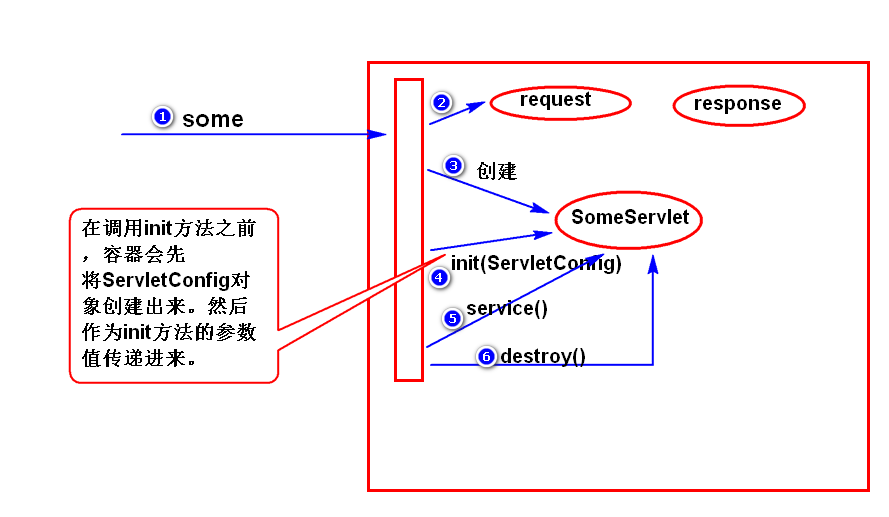 ① some
② request
response
③ 创建
SomeServlet
在调用init方法之前
，容器会先
将ServletConfig对
象创建出来。然后
作为init方法的参数
值传递进来。
init(ServletConfig)
④
⑤ service()
⑥ destroy()